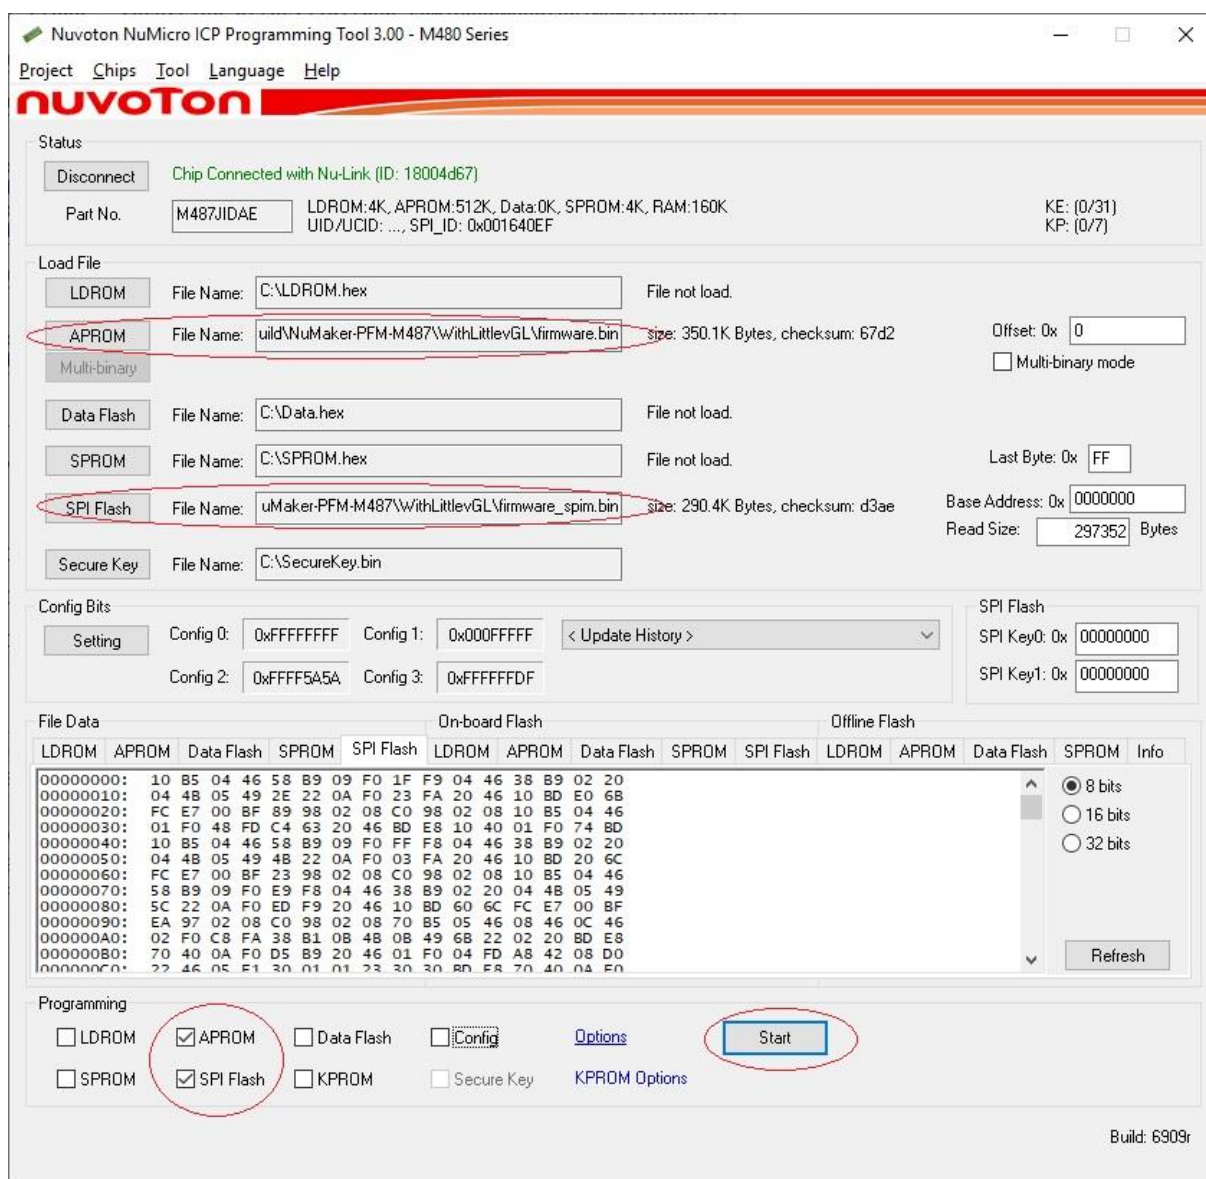 Nuvoton NuMicro ICP Programming Tool 3.00 - M480 Series
Project Chips Tool Language Help
nuvoTon
Status
Disconnect Chip Connected with Nu-Link (ID: 18004d67)
Part No. M487JIDAE LDROM:4K, APROM:512K, Data:0K, SPROM:4K, RAM:160K KE: (0/31)
UID/UCID: ..., SPI_ID: 0x001640EF KP: (0/7)
Load File
LDROM File Name: C:\LDROM.hex File not load.
APROM File Name: uild\NuMaker-PFM-M487\WithLittlevGL\firmware.bin size: 350.1K Bytes, checksum: 67d2 Offset: 0x 0
Multi-binary Multi-binary mode
Data Flash File Name: C:\Data.hex File not load.
SPROM File Name: C:\SPROM.hex File not load. Last Byte: 0x FF
SPI Flash File Name: uMaker-PFM-M487\WithLittlevGL\firmware_spim.bin size: 290.4K Bytes, checksum: d3ae Base Address: 0x 0000000
Read Size: 297352 Bytes
Secure Key File Name: C:\SecureKey.bin
Config Bits SPI Flash
Setting Config 0: 0xFFFFFFFF Config 1: 0x000FFFFF < Update History > SPI Key0: 0x 00000000
Config 2: 0xFFFF5A5A Config 3: 0xFFFFFFDF SPI Key1: 0x 00000000
File Data On-board Flash Offline Flash
LDROM APROM Data Flash SPROM SPI Flash LDROM APROM Data Flash SPROM SPI Flash LDROM APROM Data Flash SPROM Info
00000000: 10 B5 04 46 58 B9 09 F0 1F F9 04 46 38 B9 02 20 8 bits
00000010: 04 4B 05 49 2E 22 0A F0 23 FA 20 46 10 BD E0 6B
00000020: FC E7 00 BF 89 98 02 08 C0 98 02 08 10 B5 04 46 16 bits
00000030: 01 F0 48 FD C4 63 20 46 BD E8 10 40 01 F0 74 BD
00000040: 10 B5 04 46 58 B9 09 F0 FF F8 04 46 38 B9 02 20 32 bits
00000050: 04 4B 05 49 4B 22 0A F0 03 FA 20 46 10 BD 20 6C
00000060: FC E7 00 BF 23 98 02 08 C0 98 02 08 10 B5 04 46
00000070: 58 B9 09 F0 E9 F8 04 46 38 B9 02 20 04 4B 05 49
00000080: 5C 22 0A F0 ED F9 20 46 10 BD 60 6C FC E7 00 BF
00000090: EA 97 02 08 C0 98 02 08 70 B5 05 46 08 46 0C 46
000000A0: 02 F0 C8 FA 38 B1 0B 4B 0B 49 6B 22 02 20 BD E8
000000B0: 70 40 0A F0 D5 B9 20 46 01 F0 04 FD A8 42 08 D0 Refresh
000000C0: 22 46 05 F1 30 01 01 23 30 30 BD E8 70 40 0A F0
Programming
LDROM APROM Data Flash Config Options Start
SPROM SPI Flash KPROM Secure Key KPROM Options
Build: 6909r